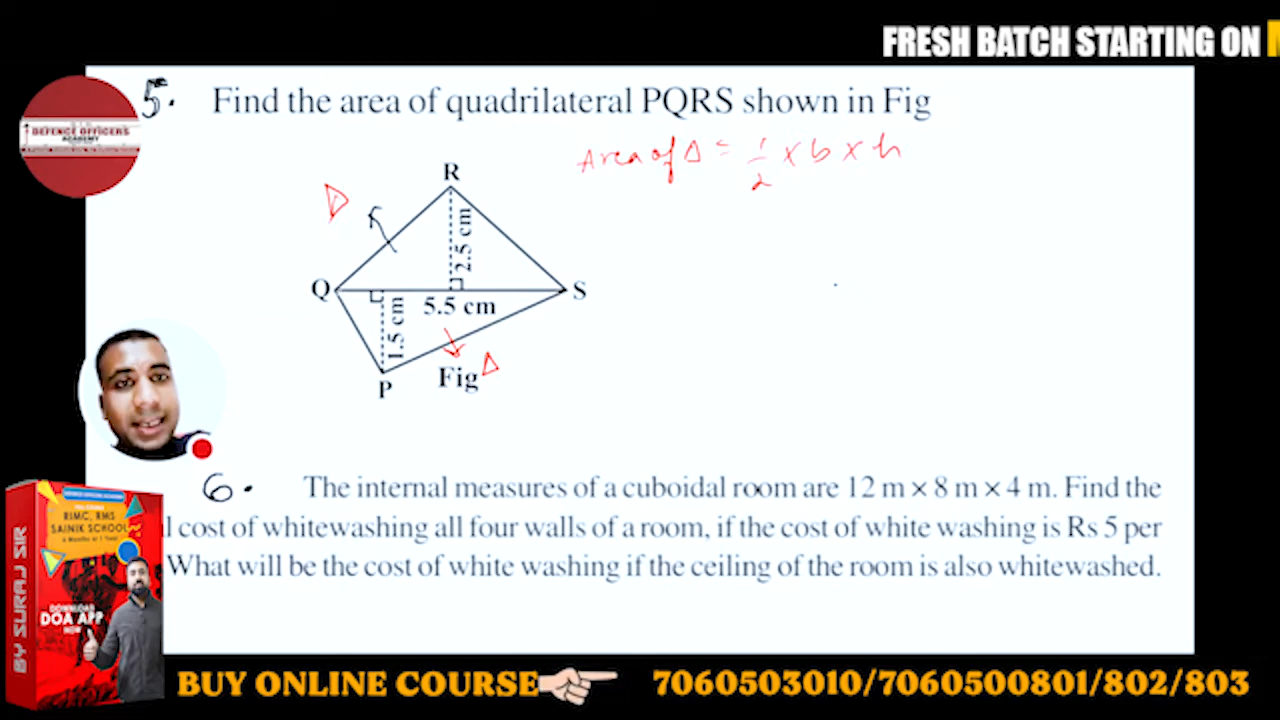 FRESH BATCH STARTING ON
5. Find the area of quadrilateral PQRS shown in Fig
DEFENCE OFFICERS
ACADEMY
Area of Δ = 1/2 × b × h
R
Δ
2.5 cm
Q
S
5.5 cm
1.5 cm
Fig Δ
P
6. The internal measures of a cuboidal room are 12 m × 8 m × 4 m. Find the
l cost of whitewashing all four walls of a room, if the cost of white washing is Rs 5 per
What will be the cost of white washing if the ceiling of the room is also whitewashed.
RIMC, RMS
SAINIK SCHOOL
DOWNLOAD
DOA APP
NOW
BY SURAJ SIR
BUY ONLINE COURSE 7060503010/7060500801/802/803